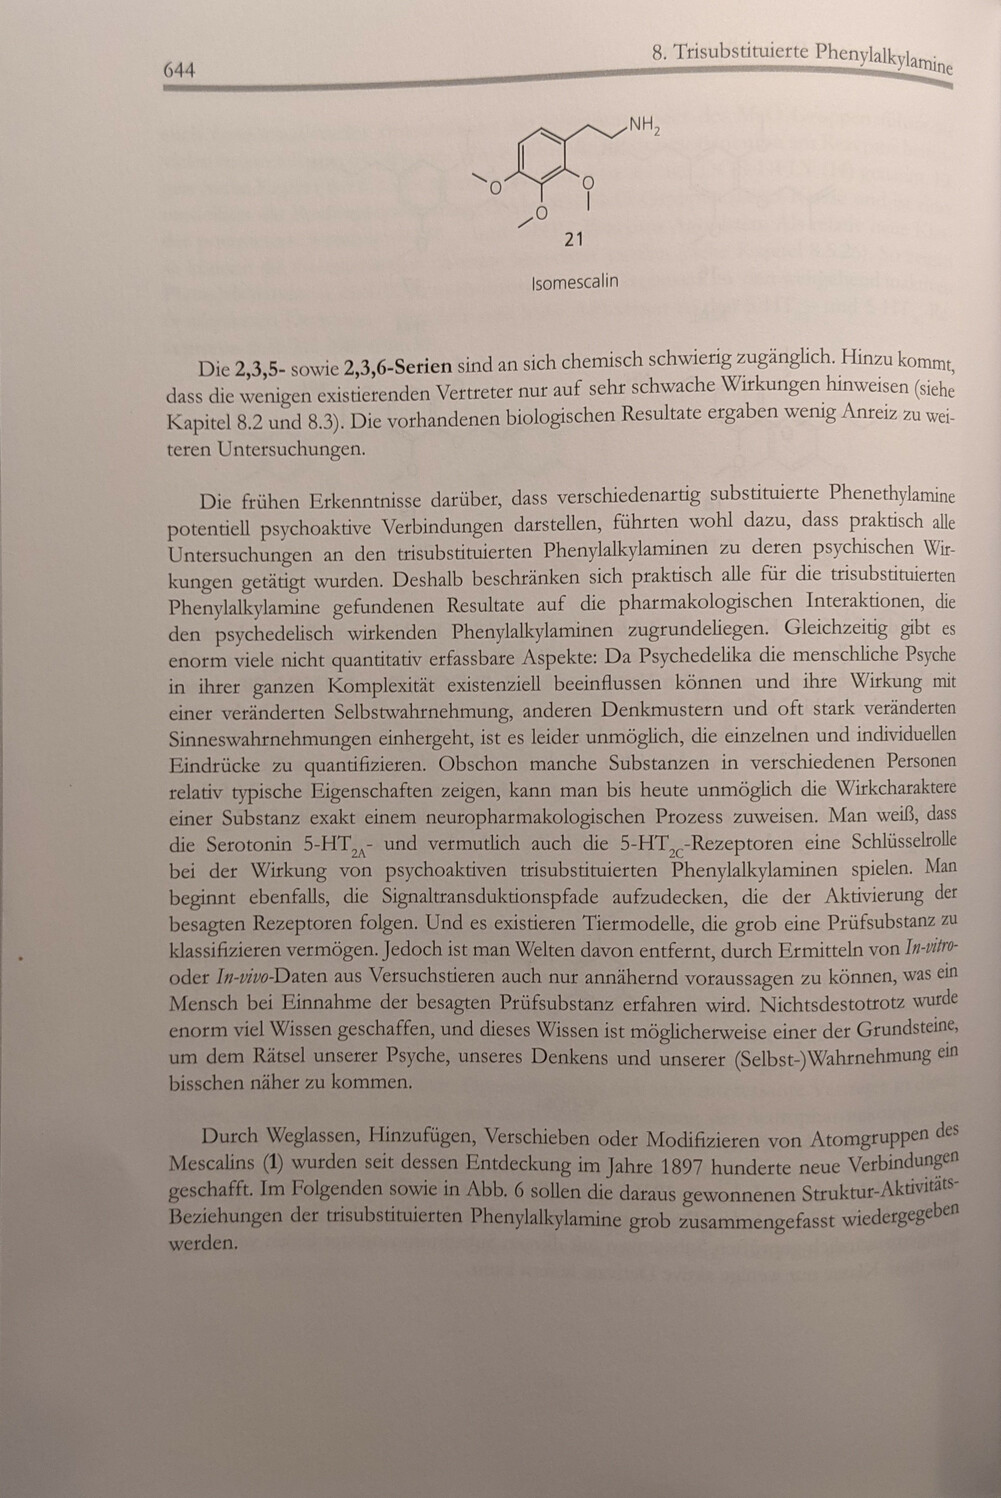 644
8. Trisubstituierte Phenylalkylamine
NH2
O
O
O
21
Isomescalin
Die 2,3,5- sowie 2,3,6-Serien sind an sich chemisch schwierig zugänglich. Hinzu kommt,
dass die wenigen existierenden Vertreter nur auf sehr schwache Wirkungen hinweisen (siehe
Kapitel 8.2 und 8.3). Die vorhandenen biologischen Resultate ergaben wenig Anreiz zu wei-
teren Untersuchungen.
Die frühen Erkenntnisse darüber, dass verschiedenartig substituierte Phenethylamine
potentiell psychoaktive Verbindungen darstellen, führten wohl dazu, dass praktisch alle
Untersuchungen an den trisubstituierten Phenylalkylaminen zu deren psychischen Wir-
kungen getätigt wurden. Deshalb beschränken sich praktisch alle für die trisubstituierten
Phenylalkylamine gefundenen Resultate auf die pharmakologischen Interaktionen, die
den psychedelisch wirkenden Phenylalkylaminen zugrundeliegen. Gleichzeitig gibt es
enorm viele nicht quantitativ erfassbare Aspekte: Da Psychedelika die menschliche Psyche
in ihrer ganzen Komplexität existenziell beeinflussen können und ihre Wirkung mit
einer veränderten Selbstwahrnehmung, anderen Denkmustern und oft stark veränderten
Sinneswahrnehmungen einhergeht, ist es leider unmöglich, die einzelnen und individuellen
Eindrücke zu quantifizieren. Obschon manche Substanzen in verschiedenen Personen
relativ typische Eigenschaften zeigen, kann man bis heute unmöglich die Wirkcharaktere
einer Substanz exakt einem neuropharmakologischen Prozess zuweisen. Man weiß, dass
die Serotonin 5-HT2A- und vermutlich auch die 5-HT2C-Rezeptoren eine Schlüsselrolle
bei der Wirkung von psychoaktiven trisubstituierten Phenylalkylaminen spielen. Man
beginnt ebenfalls, die Signaltransduktionspfade aufzudecken, die der Aktivierung der
besagten Rezeptoren folgen. Und es existieren Tiermodelle, die grob eine Prüfsubstanz zu
klassifizieren vermögen. Jedoch ist man Welten davon entfernt, durch Ermitteln von In-vitro-
oder In-vivo-Daten aus Versuchstieren auch nur annähernd voraussagen zu können, was ein
Mensch bei Einnahme der besagten Prüfsubstanz erfahren wird. Nichtsdestotrotz wurde
enorm viel Wissen geschaffen, und dieses Wissen ist möglicherweise einer der Grundsteine,
um dem Rätsel unserer Psyche, unseres Denkens und unserer (Selbst-)Wahrnehmung ein
bisschen näher zu kommen.
Durch Weglassen, Hinzufügen, Verschieben oder Modifizieren von Atomgruppen des
Mescalins (1) wurden seit dessen Entdeckung im Jahre 1897 hunderte neue Verbindungen
geschafft. Im Folgenden sowie in Abb. 6 sollen die daraus gewonnenen Struktur-Aktivitäts-
Beziehungen der trisubstituierten Phenylalkylamine grob zusammengefasst wiedergegeben
werden.